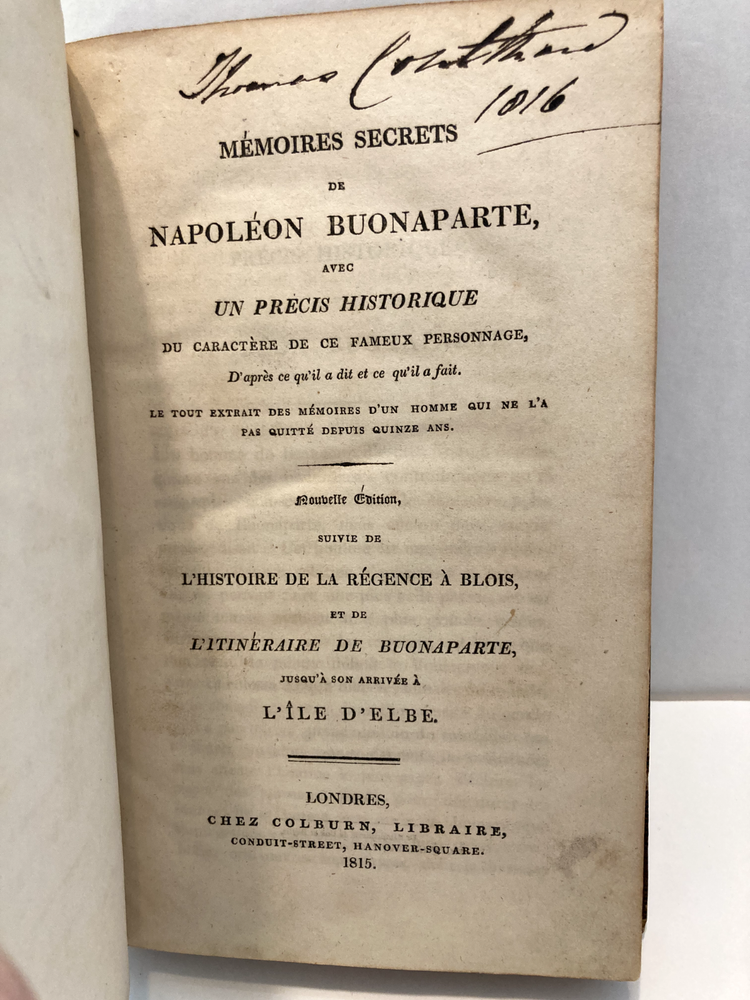 Thomas Coulthard
1816
MÉMOIRES SECRETS
DE
NAPOLÉON BUONAPARTE,
AVEC
UN PRÉCIS HISTORIQUE
DU CARACTÈRE DE CE FAMEUX PERSONNAGE,
D'après ce qu'il a dit et ce qu'il a fait.
LE TOUT EXTRAIT DES MÉMOIRES D'UN HOMME QUI NE L'A
PAS QUITTÉ DEPUIS QUINZE ANS.
Nouvelle Édition,
SUIVIE DE
L'HISTOIRE DE LA RÉGENCE À BLOIS,
ET DE
L'ITINÉRAIRE DE BUONAPARTE,
JUSQU'À SON ARRIVÉE À
L'ÎLE D'ELBE.
LONDRES,
CHEZ COLBURN, LIBRAIRE,
CONDUIT-STREET, HANOVER-SQUARE.
1815.